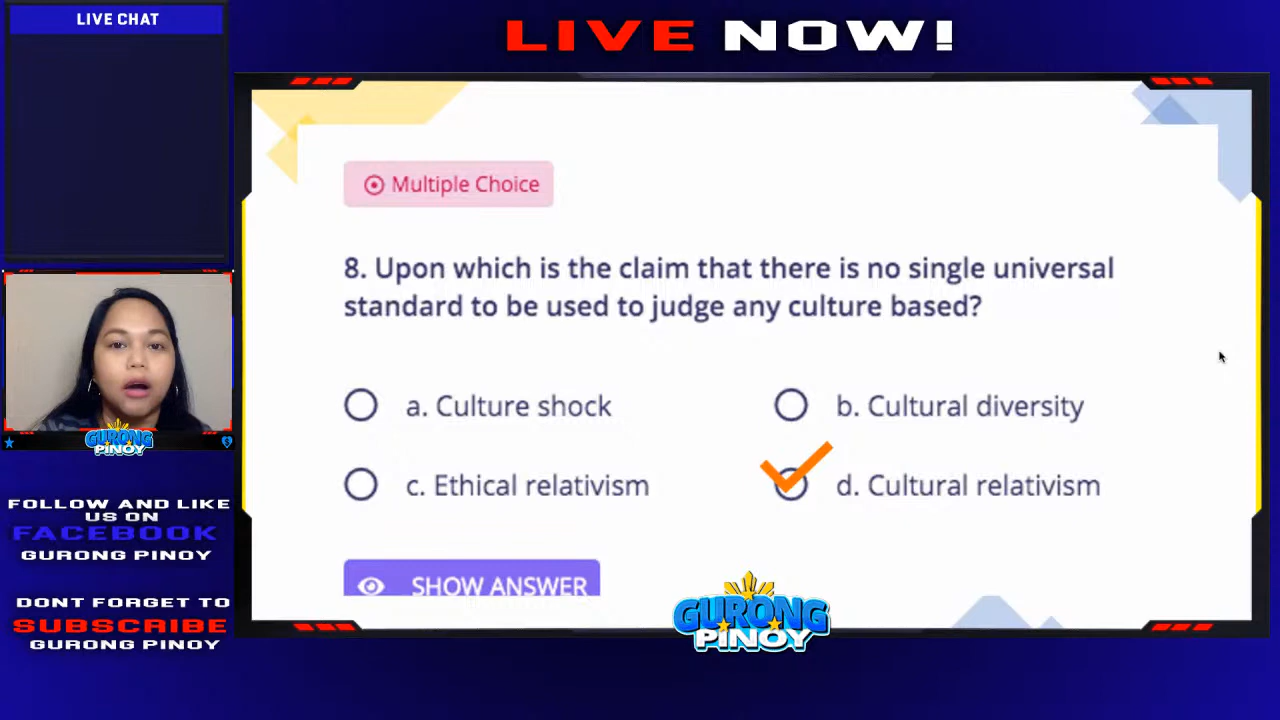 LIVE CHAT
LIVE NOW!
Multiple Choice
8. Upon which is the claim that there is no single universal
standard to be used to judge any culture based?
a. Culture shock
b. Cultural diversity
c. Ethical relativism
d. Cultural relativism
SHOW ANSWER
GURONG
PINOY
FOLLOW AND LIKE
US ON
FACEBOOK
GURONG PINOY
DONT FORGET TO
SUBSCRIBE
GURONG PINOY
GURONG
PINOY